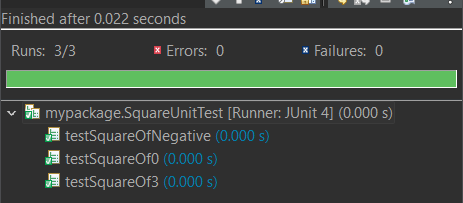 Finished after 0.022 seconds
Runs: 3/3 Errors: 0 Failures: 0
mypackage.SquareUnitTest [Runner: JUnit 4] (0.000 s)
testSquareOfNegative (0.000 s)
testSquareOf0 (0.000 s)
testSquareOf3 (0.000 s)